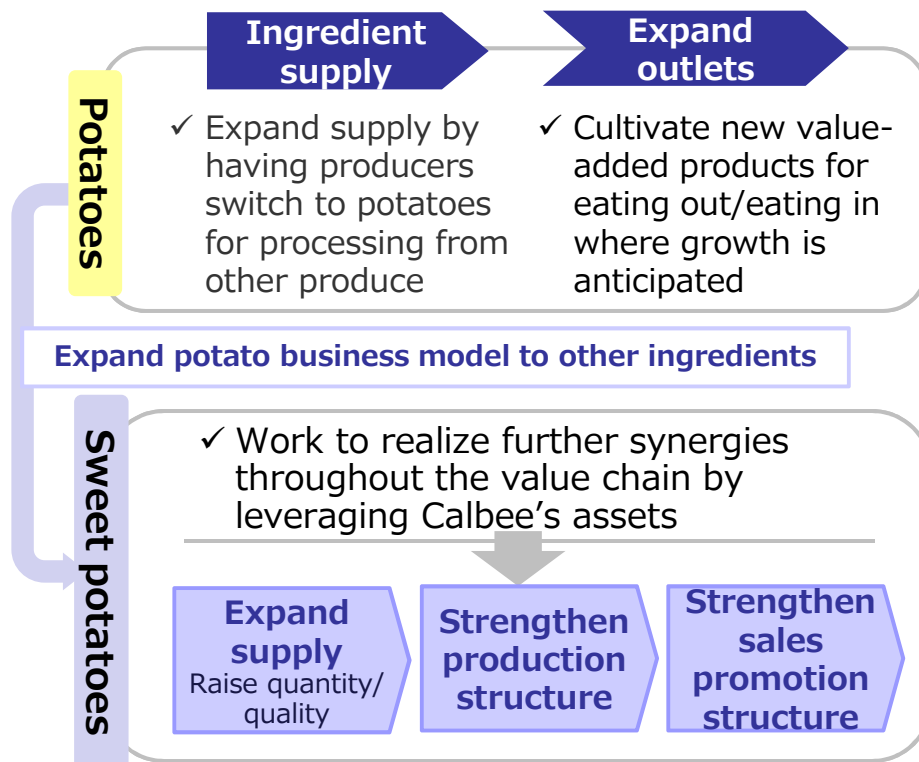 Ingredient
supply
Expand
outlets
Potatoes
✓ Expand supply by
having producers
switch to potatoes
for processing from
other produce
✓ Cultivate new value-
added products for
eating out/eating in
where growth is
anticipated
Expand potato business model to other ingredients
Sweet potatoes
✓ Work to realize further synergies
throughout the value chain by
leveraging Calbee’s assets
Expand
supply
Raise quantity/
quality
Strengthen
production
structure
Strengthen
sales
promotion
structure